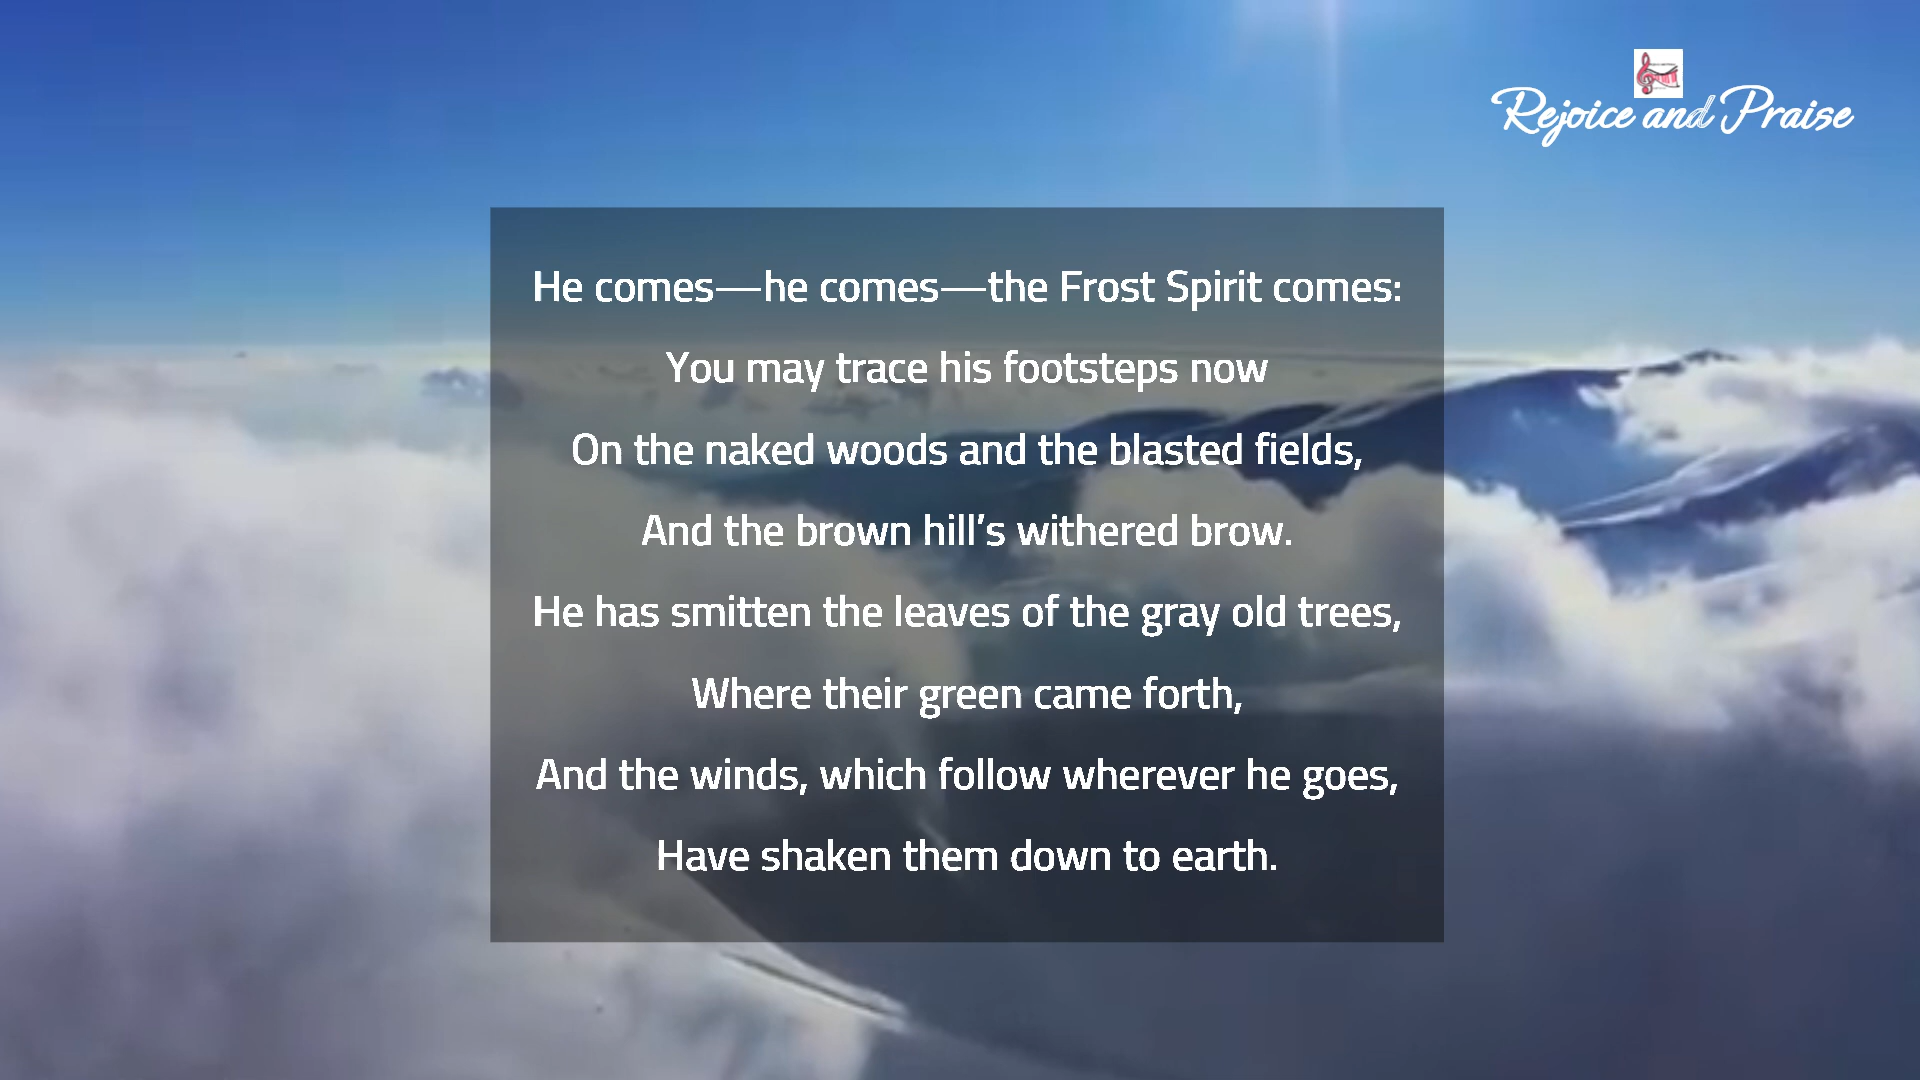 Rejoice and Praise
He comes—he comes—the Frost Spirit comes:
You may trace his footsteps now
On the naked woods and the blasted fields,
And the brown hill's withered brow.
He has smitten the leaves of the gray old trees,
Where their green came forth,
And the winds, which follow wherever he goes,
Have shaken them down to earth.